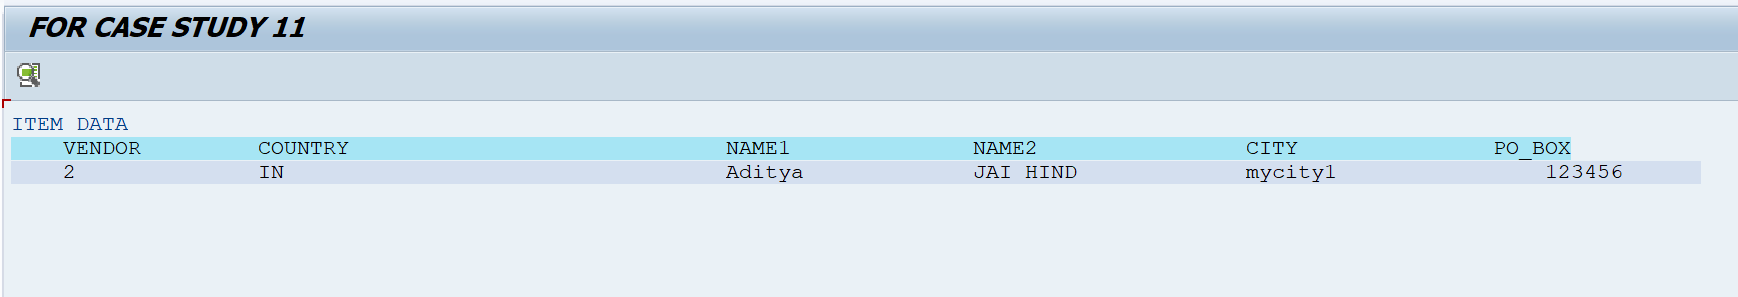 FOR CASE STUDY 11
ITEM DATA
VENDOR COUNTRY NAME1 NAME2 CITY PO_BOX
2 IN Aditya JAI HIND mycity1 123456